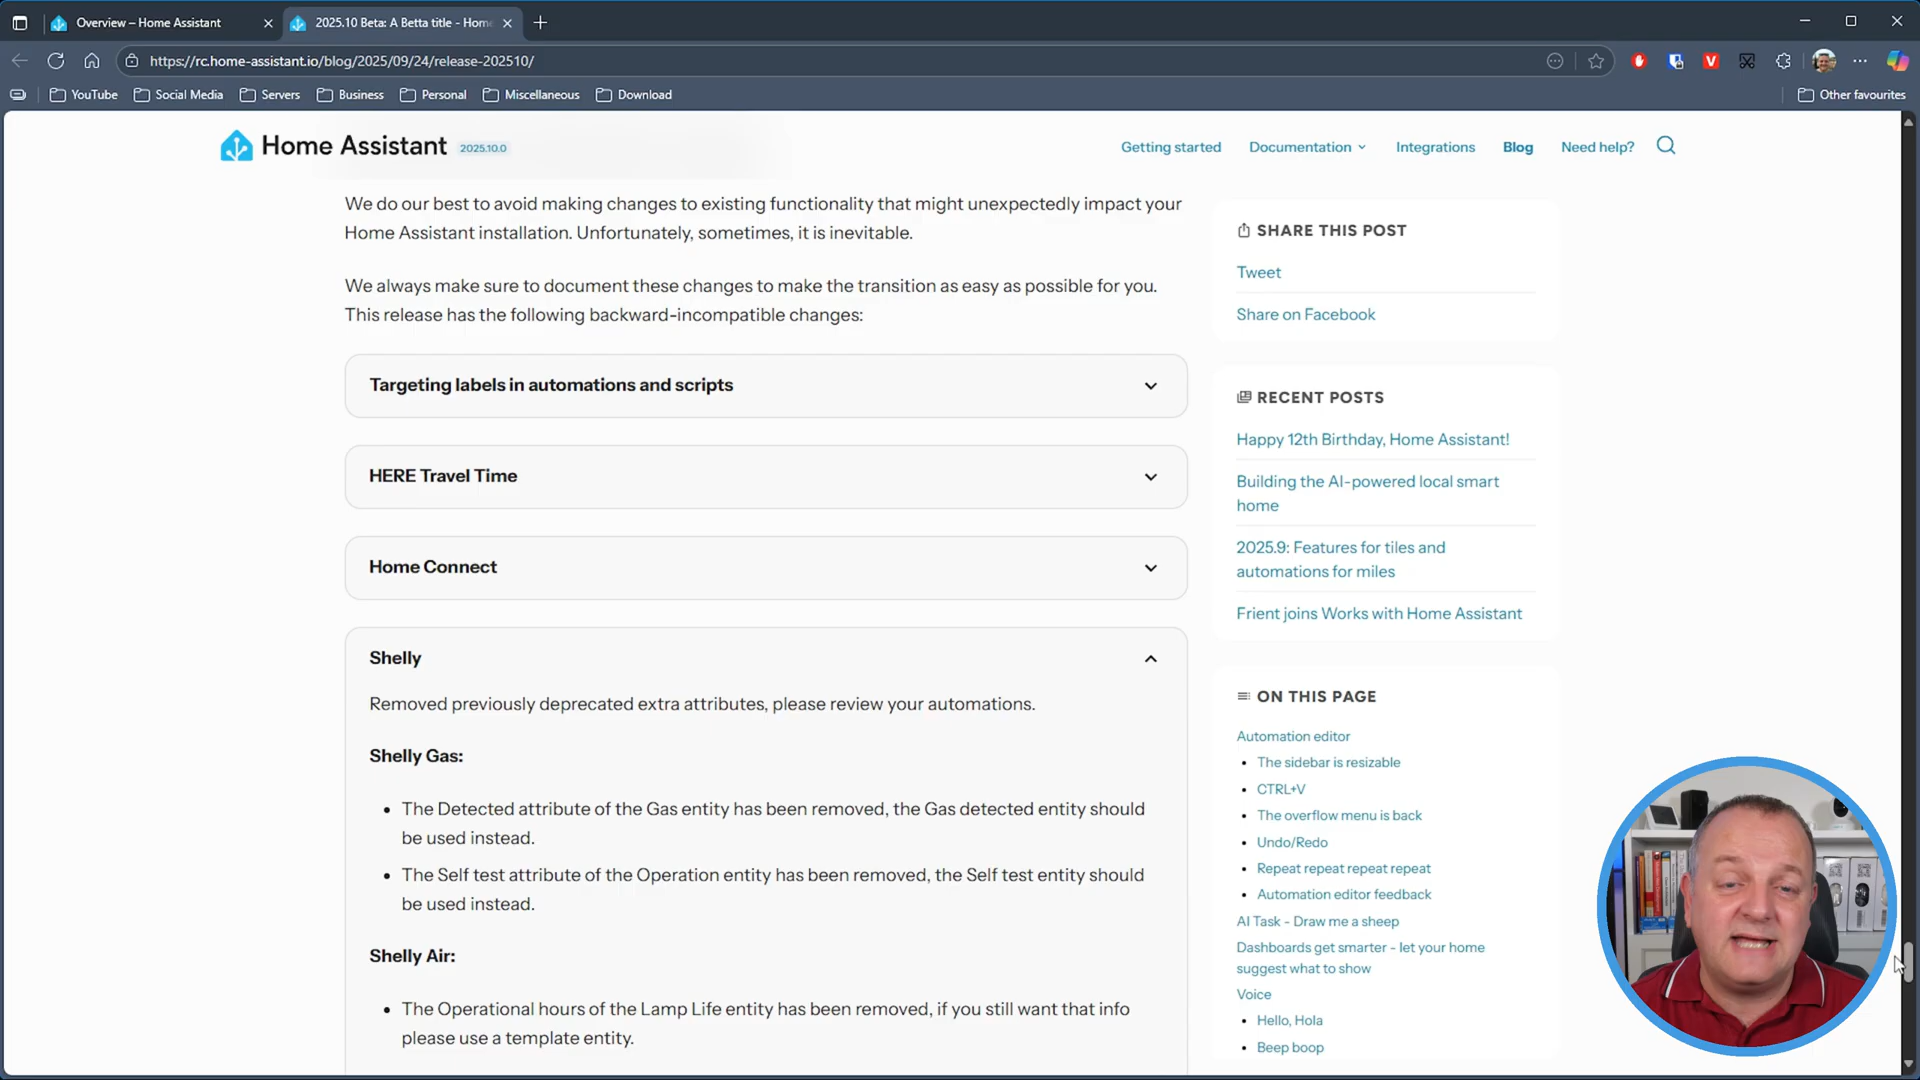 Overview – Home Assistant
2025.10 Beta: A Betta title - Home
https://rc.home-assistant.io/blog/2025/09/24/release-202510/
YouTube
Social Media
Servers
Business
Personal
Miscellaneous
Download
Other favourites
Home Assistant 2025.10.0
Getting started
Documentation
Integrations
Blog
Need help?
We do our best to avoid making changes to existing functionality that might unexpectedly impact your
Home Assistant installation. Unfortunately, sometimes, it is inevitable.
We always make sure to document these changes to make the transition as easy as possible for you.
This release has the following backward-incompatible changes:
Targeting labels in automations and scripts
HERE Travel Time
Home Connect
Shelly
Removed previously deprecated extra attributes, please review your automations.
Shelly Gas:
• The Detected attribute of the Gas entity has been removed, the Gas detected entity should
be used instead.
• The Self test attribute of the Operation entity has been removed, the Self test entity should
be used instead.
Shelly Air:
• The Operational hours of the Lamp Life entity has been removed, if you still want that info
please use a template entity.
SHARE THIS POST
Tweet
Share on Facebook
RECENT POSTS
Happy 12th Birthday, Home Assistant!
Building the AI-powered local smart
home
2025.9: Features for tiles and
automations for miles
Frient joins Works with Home Assistant
ON THIS PAGE
Automation editor
• The sidebar is resizable
• CTRL+V
• The overflow menu is back
• Undo/Redo
• Repeat repeat repeat repeat
• Automation editor feedback
AI Task - Draw me a sheep
Dashboards get smarter - let your home
suggest what to show
Voice
• Hello, Hola
• Beep boop